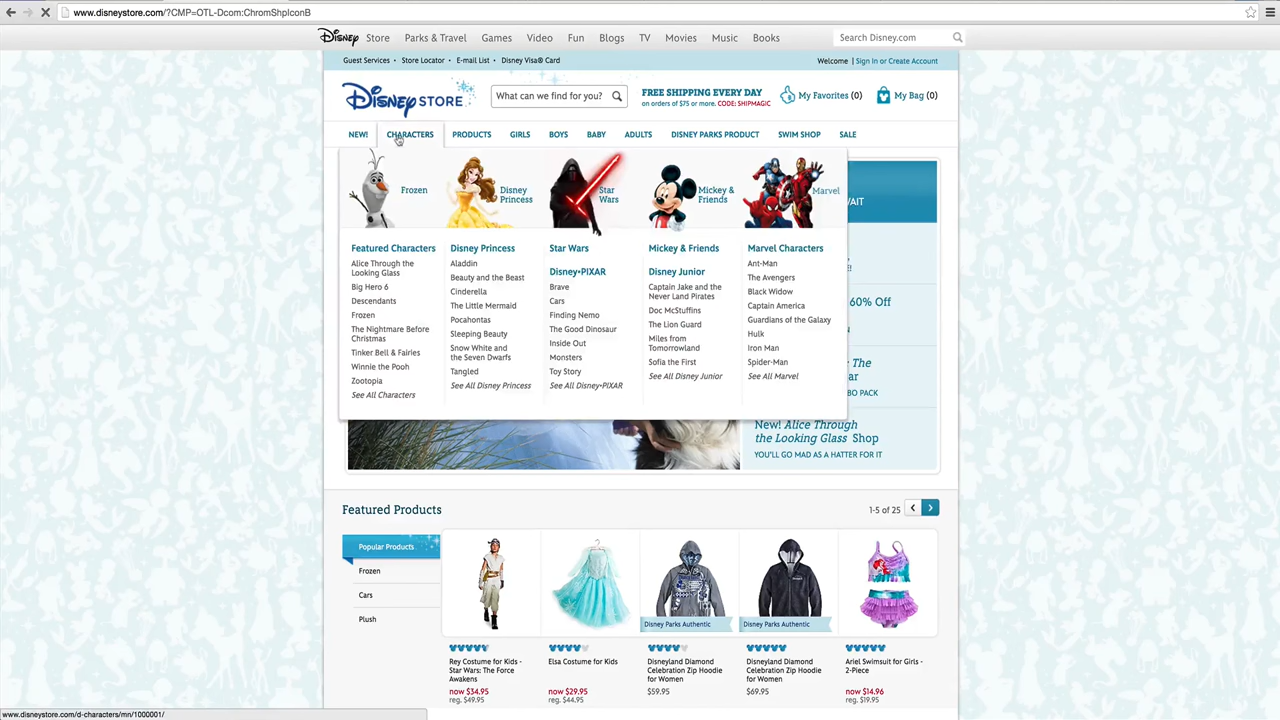 www.disneystore.com/?CMP=OTL-Dcom:ChromShpIconB
Disney Store Parks & Travel Games Video Fun Blogs TV Movies Music Books Search Disney.com
Guest Services Store Locator E-mail List Disney Visa® Card Welcome | Sign In or Create Account
Disney STORE
What can we find for you?
FREE SHIPPING EVERY DAY
on orders of $75 or more. CODE: SHIPMAGIC
My Favorites (0) My Bag (0)
NEW! CHARACTERS PRODUCTS GIRLS BOYS BABY ADULTS DISNEY PARKS PRODUCT SWIM SHOP SALE
Frozen
Disney
Princess
Star
Wars
Mickey &
Friends
Marvel
Featured Characters
Alice Through the
Looking Glass
Big Hero 6
Descendants
Frozen
The Nightmare Before
Christmas
Tinker Bell & Fairies
Winnie the Pooh
Zootopia
See All Characters
Disney Princess
Aladdin
Beauty and the Beast
Cinderella
The Little Mermaid
Pocahontas
Sleeping Beauty
Snow White and
the Seven Dwarfs
Tangled
See All Disney Princess
Star Wars
Disney•PIXAR
Brave
Cars
Finding Nemo
The Good Dinosaur
Inside Out
Monsters
Toy Story
See All Disney•PIXAR
Mickey & Friends
Disney Junior
Captain Jake and the
Never Land Pirates
Doc McStuffins
The Lion Guard
Miles from
Tomorrowland
Sofia the First
See All Disney Junior
Marvel Characters
Ant-Man
The Avengers
Black Widow
Captain America
Guardians of the Galaxy
Hulk
Iron Man
Spider-Man
See All Marvel
AIT
60% Off
The
ar
BO PACK
New! Alice Through
the Looking Glass Shop
YOU'LL GO MAD AS A HATTER FOR IT
Featured Products
1-5 of 25
Popular Products
Frozen
Cars
Plush
Disney Parks Authentic
Disney Parks Authentic
Rey Costume for Kids -
Star Wars: The Force
Awakens
now $34.95
reg. $49.95
Elsa Costume for Kids
now $29.95
reg. $44.95
Disneyland Diamond
Celebration Zip Hoodie
for Women
$59.95
Disneyland Diamond
Celebration Zip Hoodie
for Women
$69.95
Ariel Swimsuit for Girls -
2-Piece
now $14.96
reg. $19.95
www.disneystore.com/d-characters/mn/1000001/